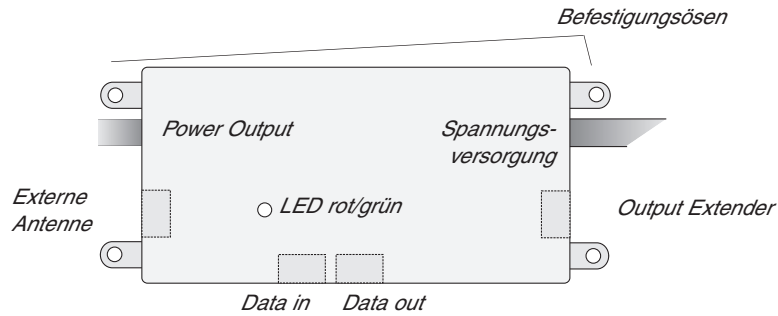 Befestigungsösen
Power Output
Spannungs-
versorgung
Externe
Antenne
LED rot/grün
Output Extender
Data in
Data out